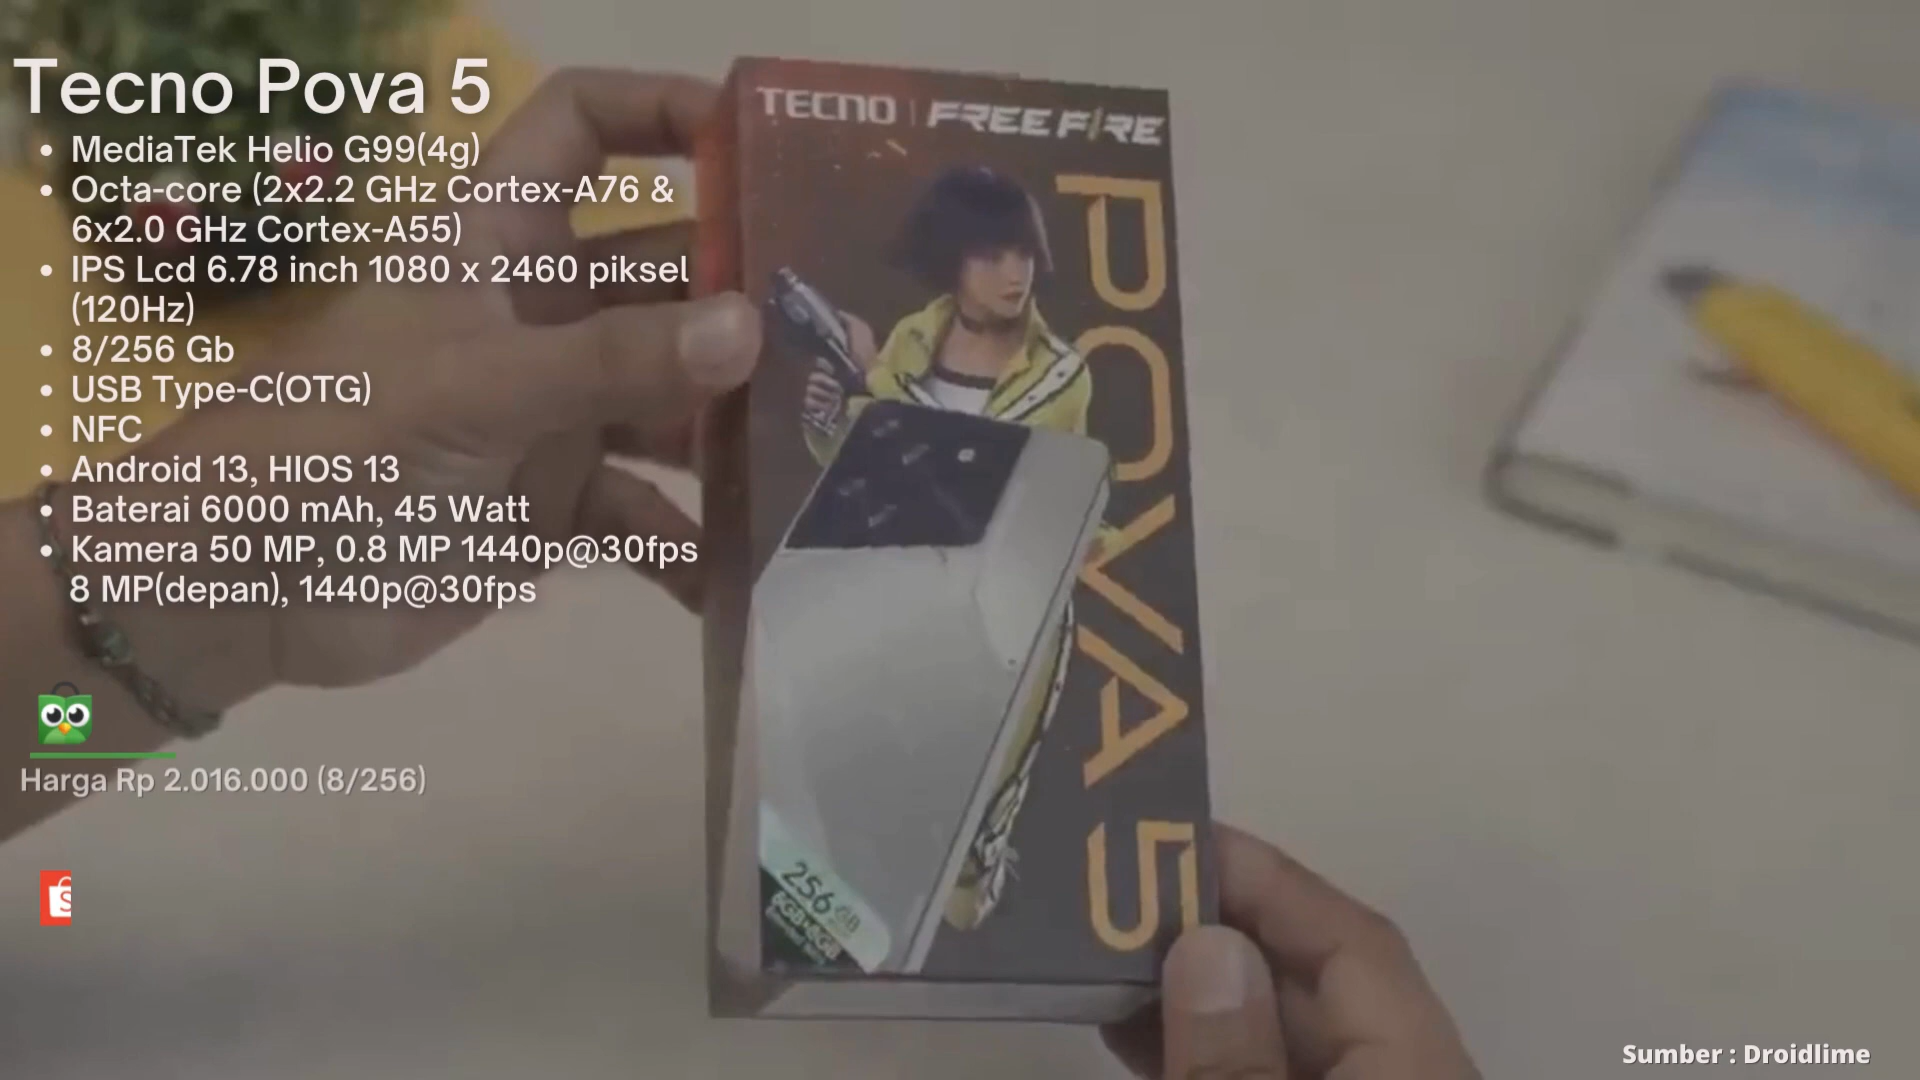 Tecno Pova 5
• MediaTek Helio G99(4g)
• Octa-core (2x2.2 GHz Cortex-A76 &
6x2.0 GHz Cortex-A55)
• IPS Lcd 6.78 inch 1080 x 2460 piksel
(120Hz)
• 8/256 Gb
• USB Type-C(OTG)
• NFC
• Android 13, HIOS 13
• Baterai 6000 mAh, 45 Watt
• Kamera 50 MP, 0.8 MP 1440p@30fps
8 MP(depan), 1440p@30fps
Harga Rp 2.016.000 (8/256)
S
TECNO | FREE FIRE
POVA 5
256 GB
Sumber : Droidlime